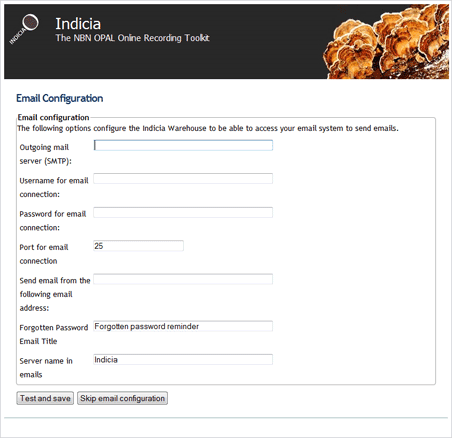 INDICIA
Indicia
The NBN OPAL Online Recording Toolkit
Email Configuration
Email configuration
The following options configure the Indicia Warehouse to be able to access your email system to send emails.
Outgoing mail
server (SMTP):
Username for email
connection:
Password for email
connection:
Port for email
connection
25
Send email from the
following email
address:
Forgotten Password
Email Title
Forgotten password reminder
Server name in
emails
Indicia
Test and save
Skip email configuration